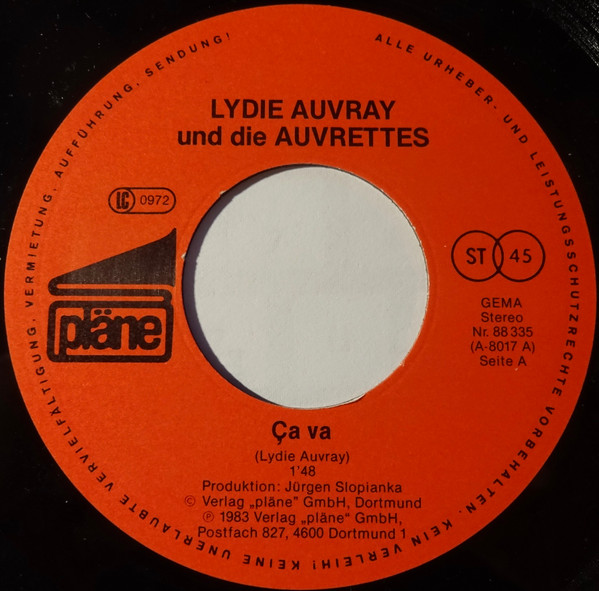 ALLE URHEBER- UND LEISTUNGSSCHUTZRECHTE VORBEHALTEN. KEIN VERLEIH! KEINE UNERLAUBTE VERVIELFÄLTIGUNG, VERMIETUNG, AUFFÜHRUNG, SENDUNG!
LYDIE AUVRAY
und die AUVRETTES
LC 0972
pläne
ST 45
GEMA
Stereo
Nr. 88 335
(A-8017 A)
Seite A
Ça va
(Lydie Auvray)
1'48
Produktion: Jürgen Slopianka
© Verlag „pläne" GmbH, Dortmund
℗ 1983 Verlag „pläne" GmbH,
Postfach 827, 4600 Dortmund 1